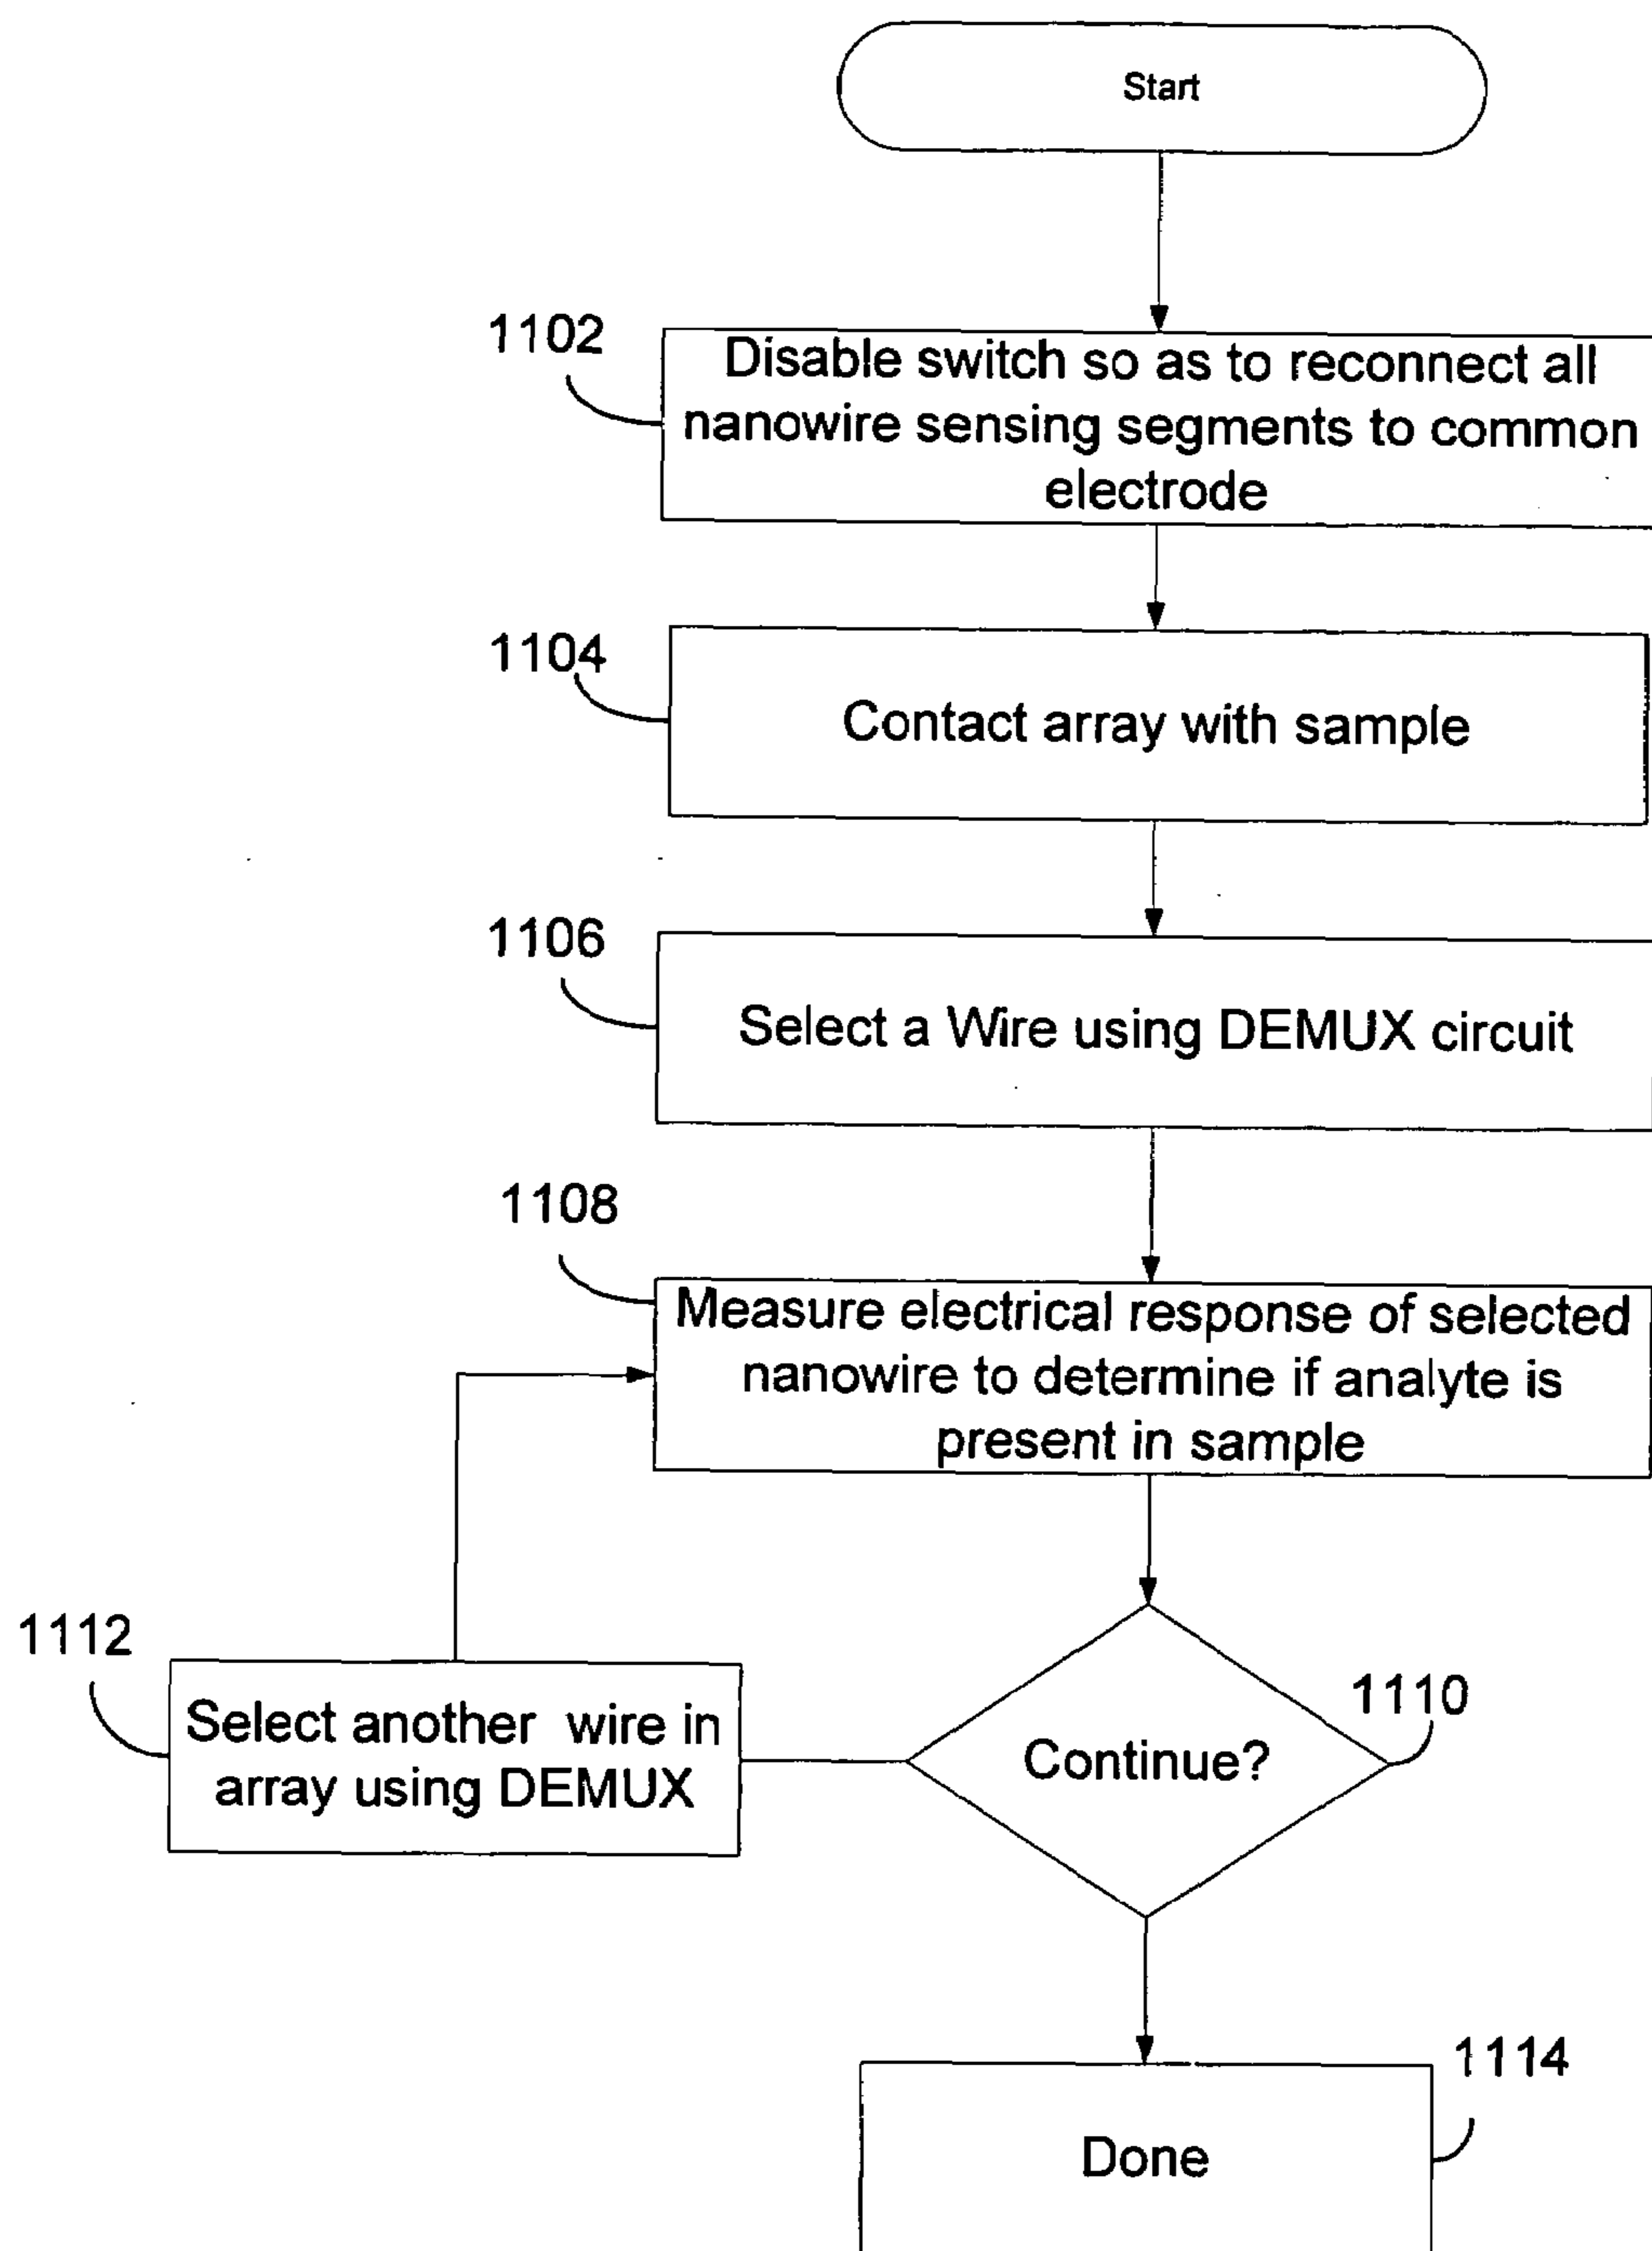 Start
1102
Disable switch so as to reconnect all
nanowire sensing segments to common
electrode
1104
Contact array with sample
1106
Select a Wire using DEMUX circuit
1108
Measure electrical response of selected
nanowire to determine if analyte is
present in sample
1112
Select another wire in
array using DEMUX
Continue?
1110
1114
Done